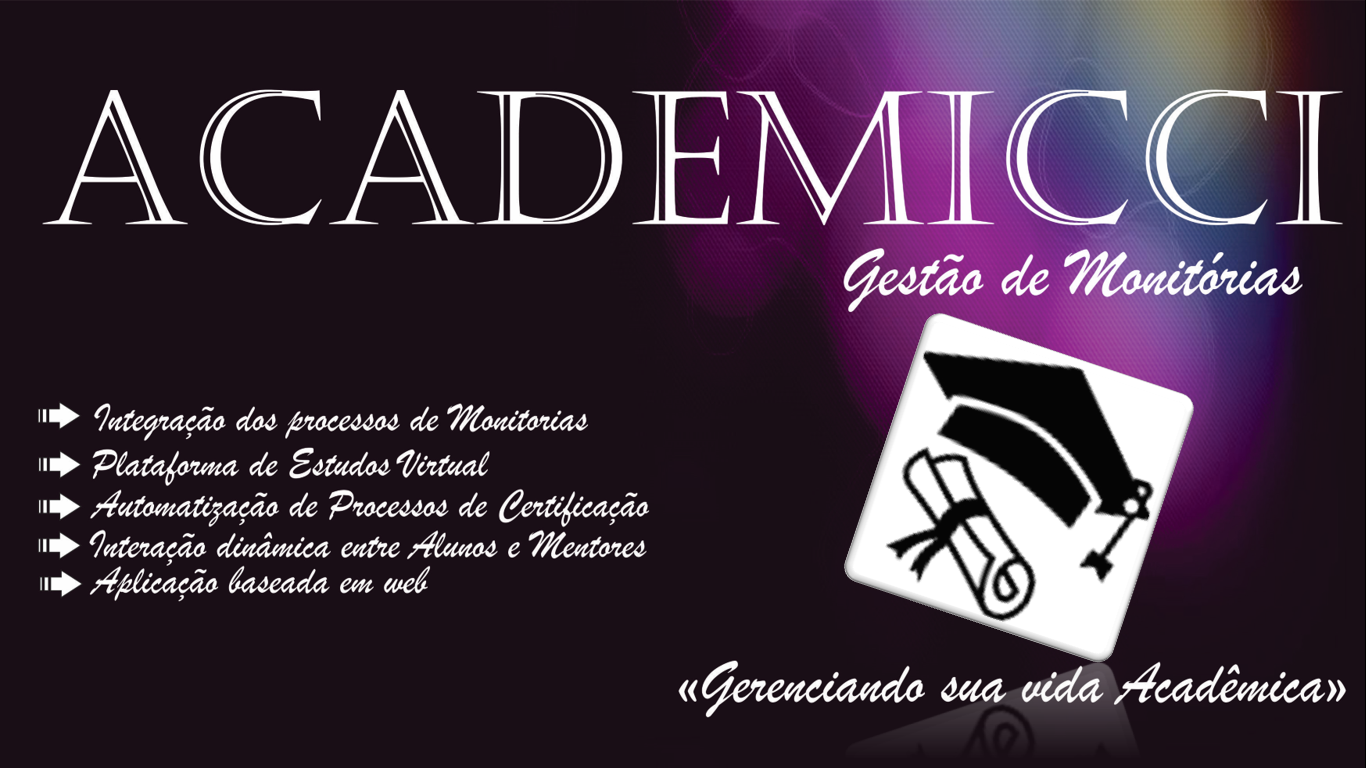 ACADEMICCI
Gestão de Monitórias
Integração dos processos de Monitorias
Plataforma de Estudos Virtual
Automatização de Processos de Certificação
Interação dinâmica entre Alunos e Mentores
Aplicação baseada em web
«Gerenciando sua vida Acadêmica»